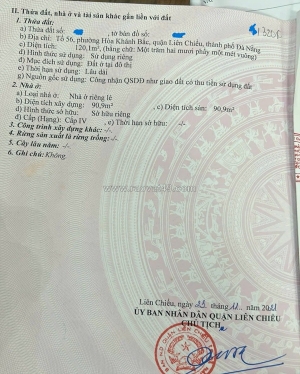 II. Thửa đất, nhà ở và tài sản khác gắn liền với đất
1. Thửa đất:
a) Thửa đất số: , tờ bản đồ số:
b) Địa chỉ: Tổ 56, phường Hòa Khánh Bắc, quận Liên Chiểu, thành phố Đà Nẵng
c) Diện tích: 120,1m², (bằng chữ: Một trăm hai mươi phẩy một mét vuông)
d) Hình thức sử dụng: Sử dụng riêng
đ) Mục đích sử dụng: Đất ở tại đô thị
e) Thời hạn sử dụng: Lâu dài
g) Nguồn gốc sử dụng: Công nhận QSDĐ như giao đất có thu tiền sử dụng đất
2. Nhà ở:
a) Loại nhà ở: Nhà ở riêng lẻ
b) Diện tích xây dựng: 90,9m² , c) Diện tích sàn: 90,9m²
d) Hình thức sở hữu: Sở hữu riêng
đ) Cấp (Hạng): Cấp IV , e) Thời hạn sở hữu: -/-
3. Công trình xây dựng khác: -/-
4. Rừng sản xuất là rừng trồng: -/-
5. Cây lâu năm: -/-
6. Ghi chú: Không
Liên Chiểu, ngày tháng năm
ỦY BAN NHÂN DÂN QUẬN LIÊN CHIỂU
CHỦ TỊCH